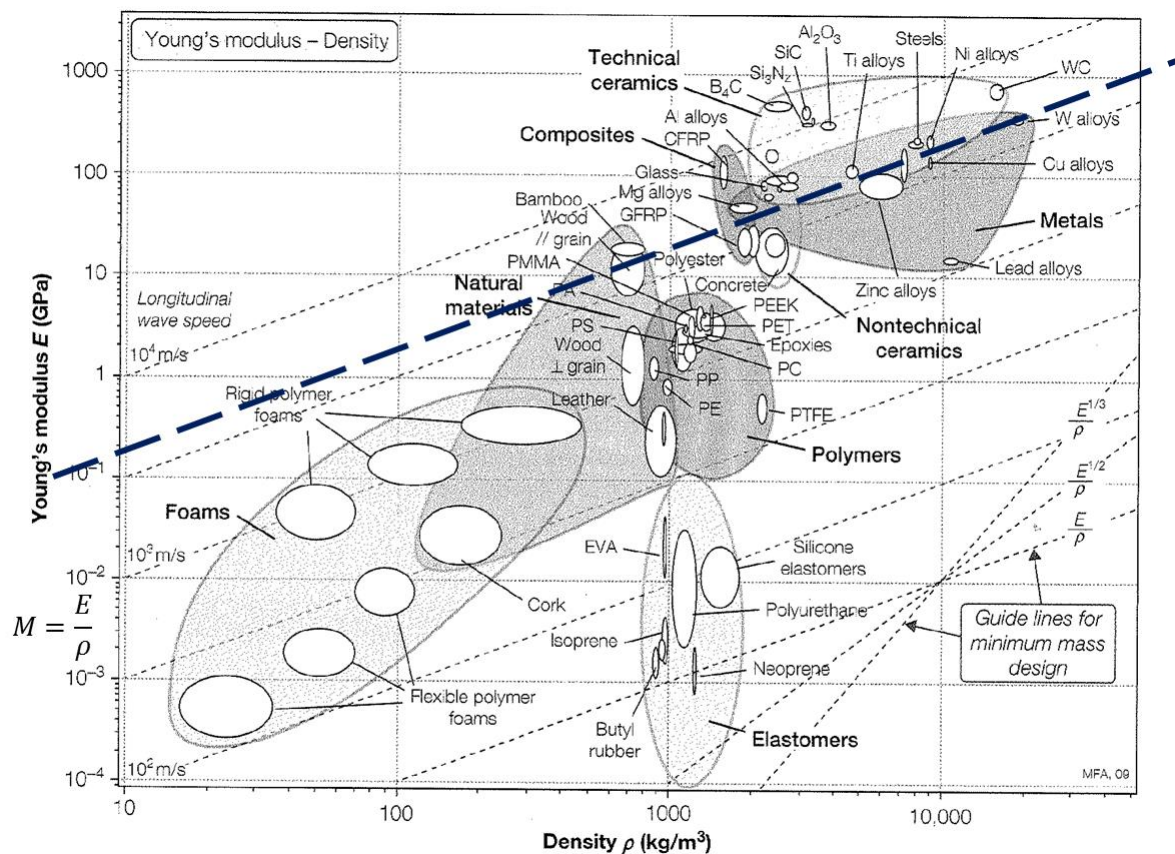 Young's modulus – Density
1000
100
10
1
10⁻¹
10⁻²
10⁻³
10⁻⁴
Young's modulus E (GPa)
10
100
1000
10,000
Density ρ (kg/m³)
M = E/ρ
Technical
ceramics
Composites
Natural
materials
Foams
Metals
Nontechnical
ceramics
Polymers
Elastomers
Al₂O₃
SiC
Si₃N₂
B₄C
Steels
Ti alloys
Ni alloys
WC
W alloys
Cu alloys
Al alloys
CFRP
Glass
Mg alloys
GFRP
Bamboo
Wood
// grain
PMMA
PA
PS
Wood
⊥ grain
Leather
Polyester
Concrete
PEEK
PET
Epoxies
PC
PP
PE
PTFE
Zinc alloys
Lead alloys
Longitudinal
wave speed
10⁴ m/s
10³ m/s
10² m/s
Rigid polymer
foams
Cork
Flexible polymer
foams
EVA
Isoprene
Butyl
rubber
Silicone
elastomers
Polyurethane
Neoprene
E^1/3/ρ
E^1/2/ρ
E/ρ
Guide lines for
minimum mass
design
MFA, 09